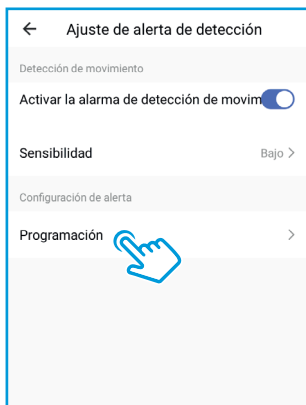 Ajuste de alerta de detección
Detección de movimiento
Activar la alarma de detección de movim
Sensibilidad Bajo >
Configuración de alerta
Programación >